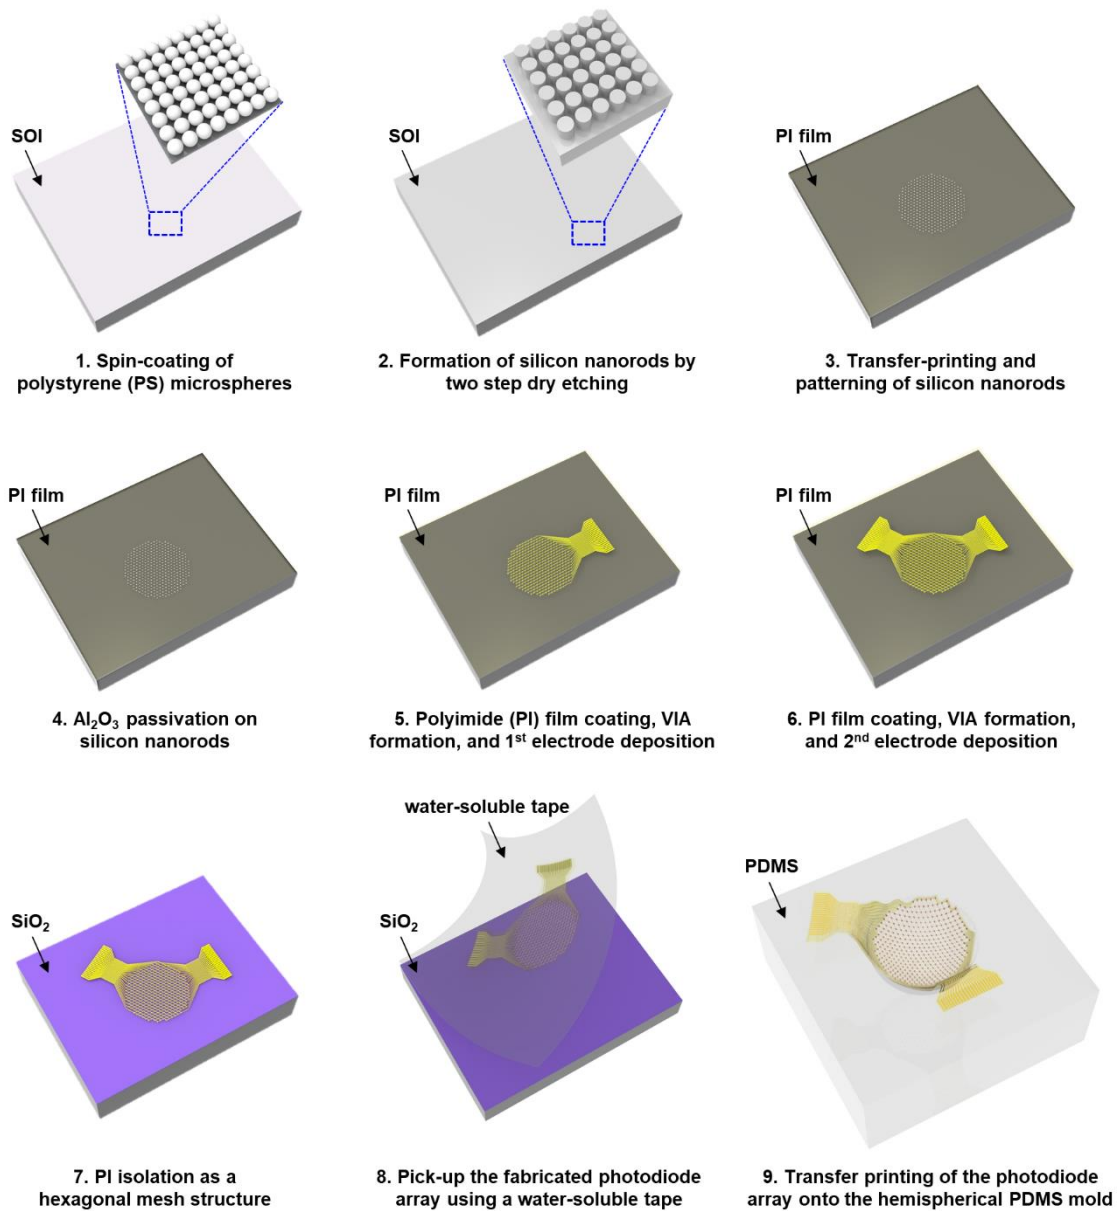 SOI
1. Spin-coating of
polystyrene (PS) microspheres
SOI
2. Formation of silicon nanorods by
two step dry etching
PI film
3. Transfer-printing and
patterning of silicon nanorods
PI film
4. Al₂O₃ passivation on
silicon nanorods
PI film
5. Polyimide (PI) film coating, VIA
formation, and 1ˢᵗ electrode deposition
PI film
6. PI film coating, VIA formation,
and 2ⁿᵈ electrode deposition
SiO₂
7. PI isolation as a
hexagonal mesh structure
water-soluble tape
SiO₂
8. Pick-up the fabricated photodiode
array using a water-soluble tape
PDMS
9. Transfer printing of the photodiode
array onto the hemispherical PDMS mold